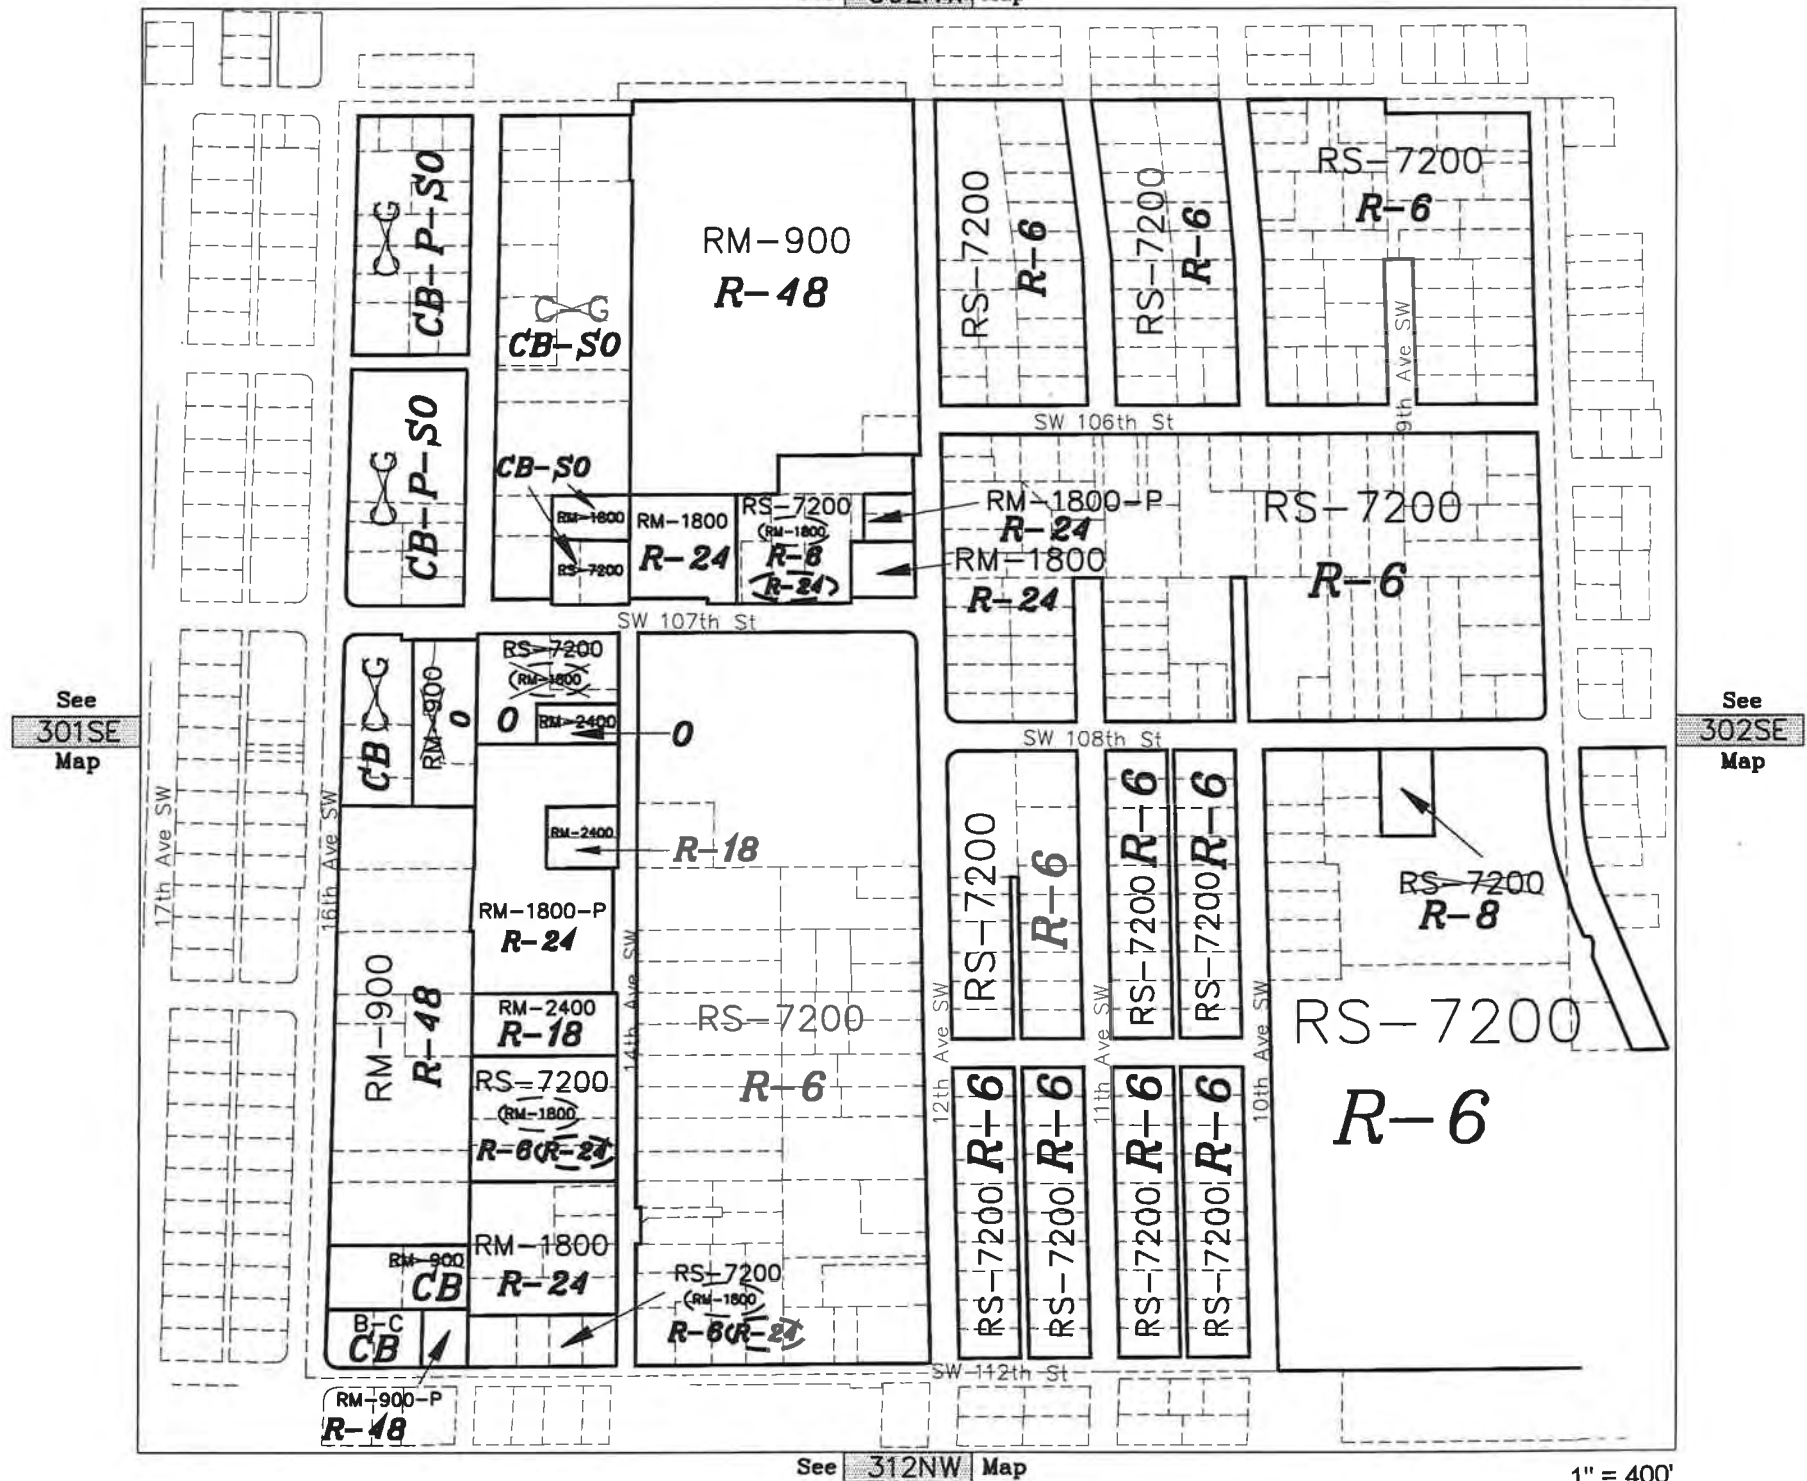 Map
C-G
CB-P-SO
C-G
CB-SO
RM-900
R-48
RS-7200
R-6
RS-7200
R-6
RS-7200
R-6
9th Ave SW
SW 106th St
C-G
CB-P-SO
CB-SO
RM-1800
RS-7200
RM-1800
R-24
RS-7200
(RM-1800)
R-6
(R-24)
RM-1800-P
R-24
RM-1800
R-24
RS-7200
R-6
SW 107th St
C-G
CB
RM-900
O
RS-7200
(RM-1800)
O
RM-2400
O
See
301SE
Map
See
302SE
Map
SW 108th St
17th Ave SW
16th Ave SW
RM-2400
R-18
RM-1800-P
R-24
RM-900
R-48
RM-2400
R-18
14th Ave SW
RS-7200
R-6
RS-7200
R-6
RS-7200 R-6
RS-7200 R-6
RS-7200
R-8
RS-7200
R-6
12th Ave SW
11th Ave SW
10th Ave SW
RS-7200
(RM-1800)
R-6(R-24)
RS-7200 R-6
RS-7200 R-6
RS-7200 R-6
RS-7200 R-6
RM-1800
R-24
RM-900
CB
B-C
CB
RS-7200
(RM-1800)
R-6(R-24)
SW 112th St
RM-900-P
R-48
See 312NW Map
1" = 400'